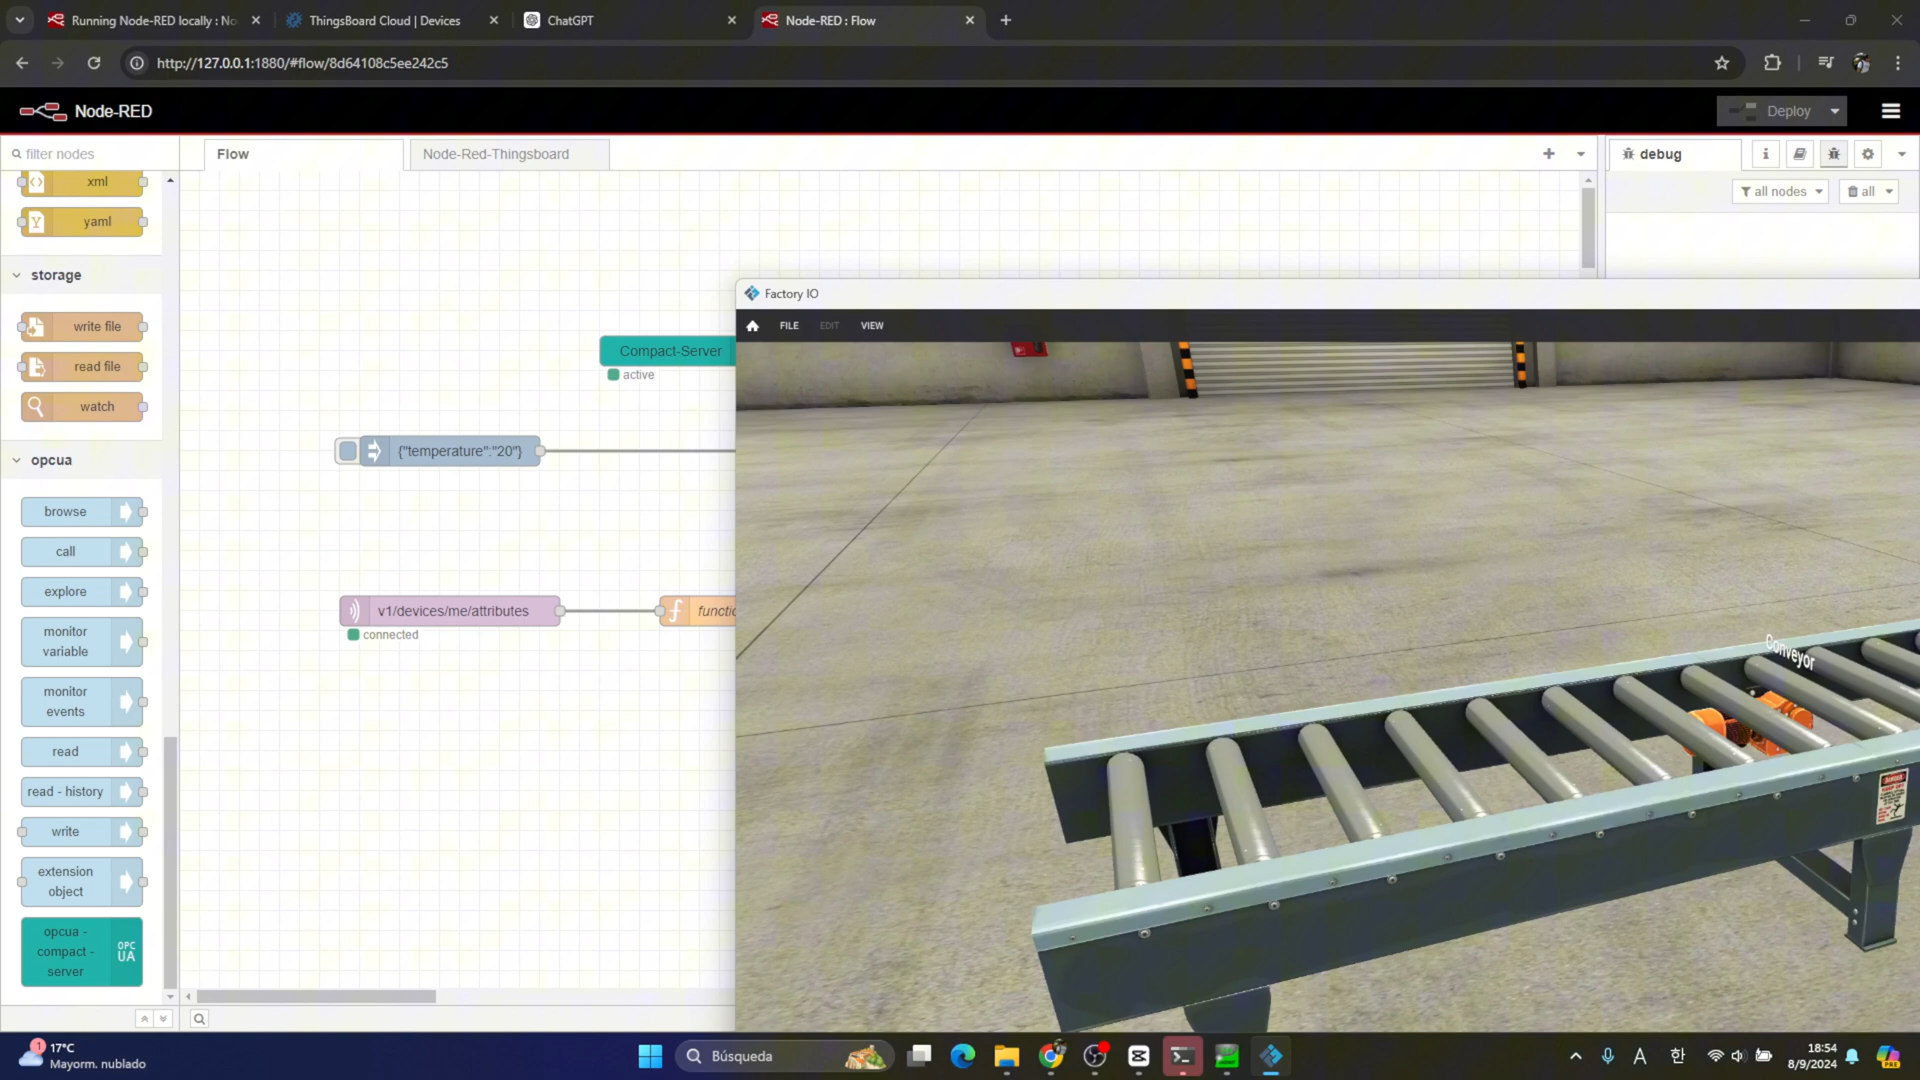 Running Node-RED locally : No
ThingsBoard Cloud | Devices
ChatGPT
Node-RED : Flow
http://127.0.0.1:1880/#flow/8d64108c5ee242c5
Node-RED
Deploy
filter nodes
Flow
Node-Red-Thingsboard
debug
i
all nodes
all
xml
Y
yaml
storage
write file
read file
watch
opcua
browse
call
explore
monitor
variable
monitor
events
read
read - history
write
extension
object
opcua -
compact -
server
OPC
UA
Compact-Server
active
{"temperature":"20"}
v1/devices/me/attributes
connected
f
functio
Factory IO
FILE
EDIT
VIEW
Conveyor
DANGER
1
17°C
Mayorm. nublado
Búsqueda
A
한
18:54
8/9/2024
PRE